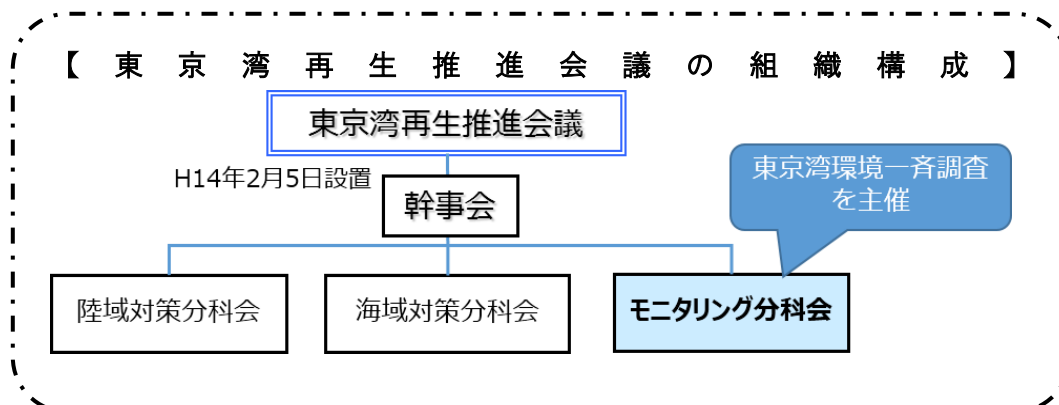 【東京湾再生推進会議の組織構成】
東京湾再生推進会議
H14年2月5日設置
幹事会
東京湾環境一斉調査
を主催
陸域対策分科会
海域対策分科会
モニタリング分科会